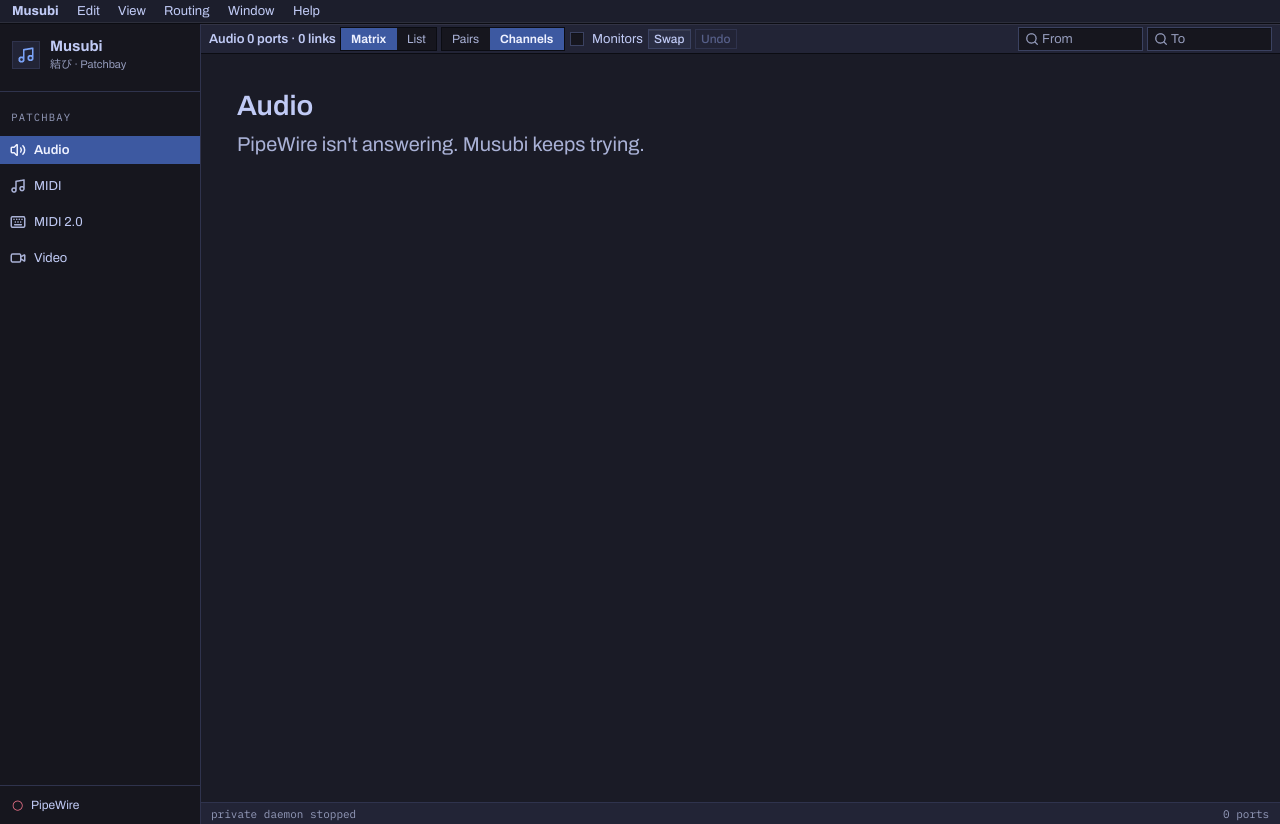 Musubi Edit View Routing Window Help
Musubi
結び · Patchbay
Audio 0 ports · 0 links Matrix List Pairs Channels Monitors Swap Undo From To
PATCHBAY
Audio
MIDI
MIDI 2.0
Video
Audio
PipeWire isn't answering. Musubi keeps trying.
PipeWire
private daemon stopped 0 ports